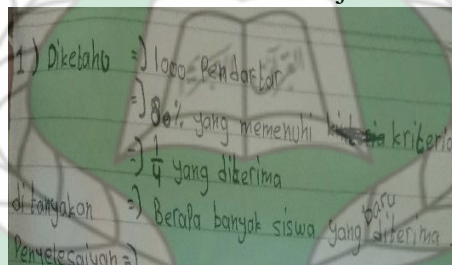 1) Diketahu => 1000 Pendaftar
=> 80% yang memenuhi kriteria
=> 1/4 yang diterima
ditanyakan => Berapa banyak siswa yang baru diterima
Penyelesaiyan =>